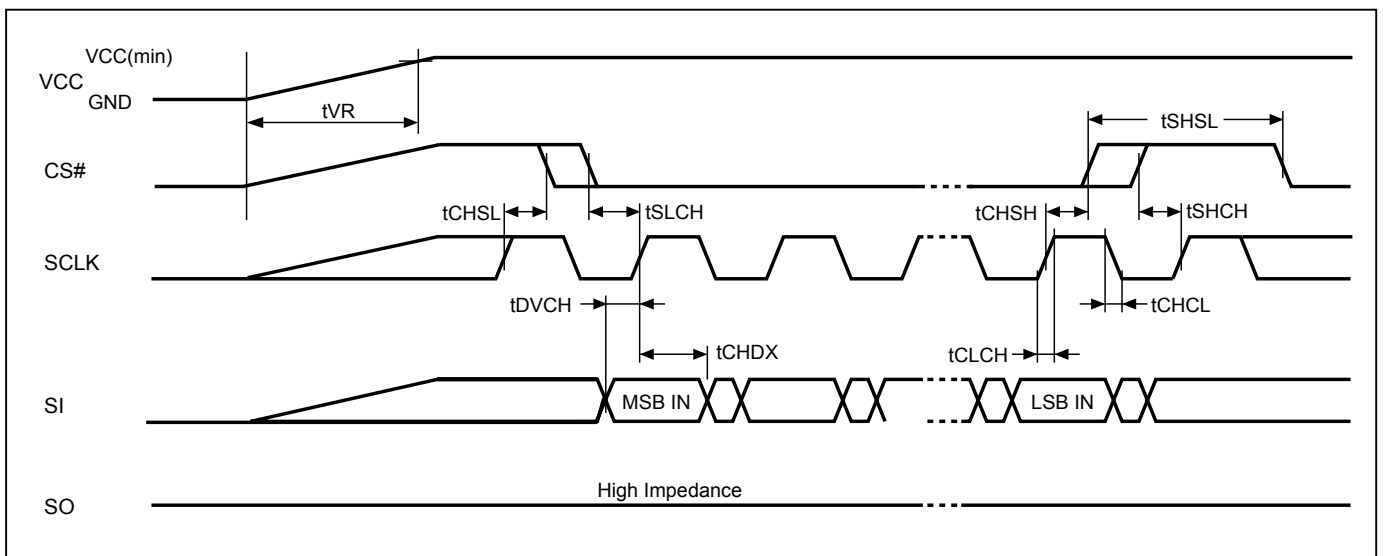 VCC(min)
VCC
GND
tVR
tSHSL
CS#
tCHSL
tSLCH
tCHSH
tSHCH
SCLK
tDVCH
tCHCL
tCHDX
tCLCH
SI
MSB IN
LSB IN
High Impedance
SO